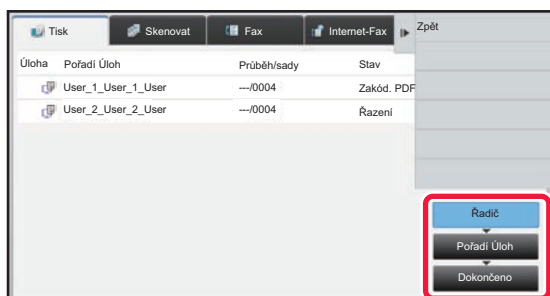 Tisk Skenovat Fax Internet-Fax Zpět
Úloha Pořadí Úloh Průběh/sady Stav
User_1_User_1_User ---/0004 Zakód. PDF
User_2_User_2_User ---/0004 Řazení
Řadič
Pořadí Úloh
Dokončeno